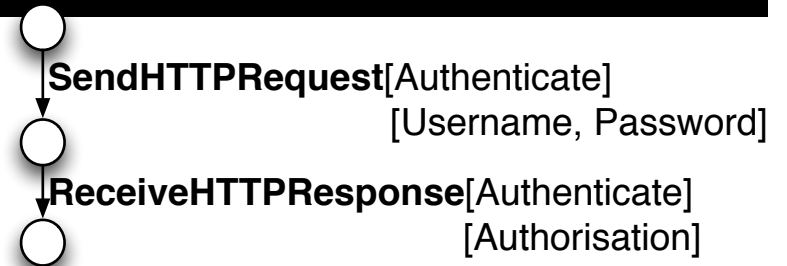 SendHTTPRequest[Authenticate]
[Username, Password]
ReceiveHTTPResponse[Authenticate]
[Authorisation]